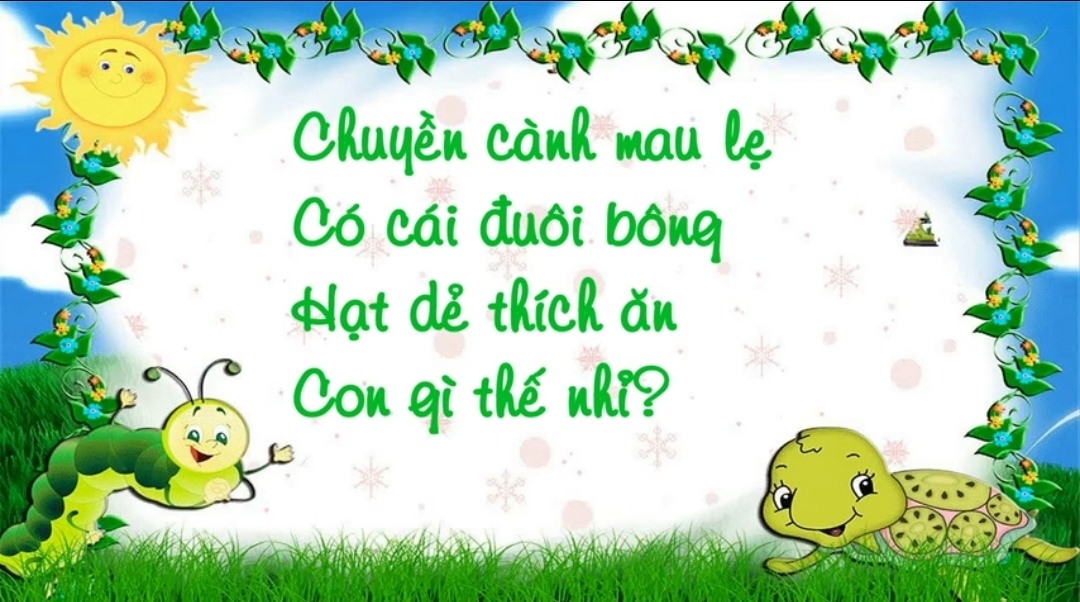 Chuyền cành mau lẹ
Có cái đuôi bông
Hạt dẻ thích ăn
Con gì thế nhỉ?